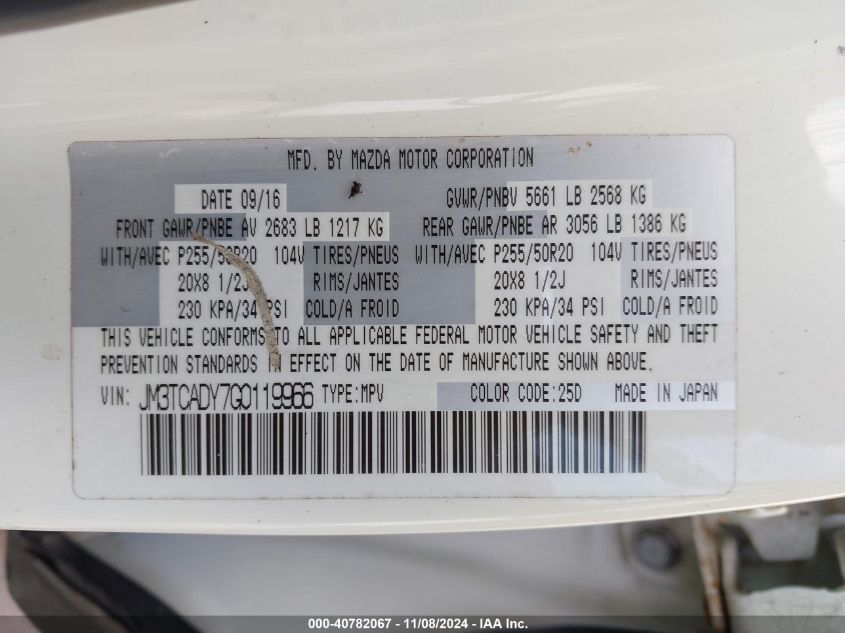 MFD. BY MAZDA MOTOR CORPORATION
DATE 09/16 GVWR/PNBV 5661 LB 2568 KG
FRONT GAWR/PNBE AV 2683 LB 1217 KG REAR GAWR/PNBE AR 3056 LB 1386 KG
WITH/AVEC P255/50R20 104V TIRES/PNEUS WITH/AVEC P255/50R20 104V TIRES/PNEUS
20X8 1/2J RIMS/JANTES 20X8 1/2J RIMS/JANTES
230 KPA/34 PSI COLD/A FROID 230 KPA/34 PSI COLD/A FROID
THIS VEHICLE CONFORMS TO ALL APPLICABLE FEDERAL MOTOR VEHICLE SAFETY AND THEFT
PREVENTION STANDARDS IN EFFECT ON THE DATE OF MANUFACTURE SHOWN ABOVE.
VIN: JM3TCADY7G0119966 TYPE:MPV COLOR CODE:25D MADE IN JAPAN
000-40782067 - 11/08/2024 - IAA Inc.